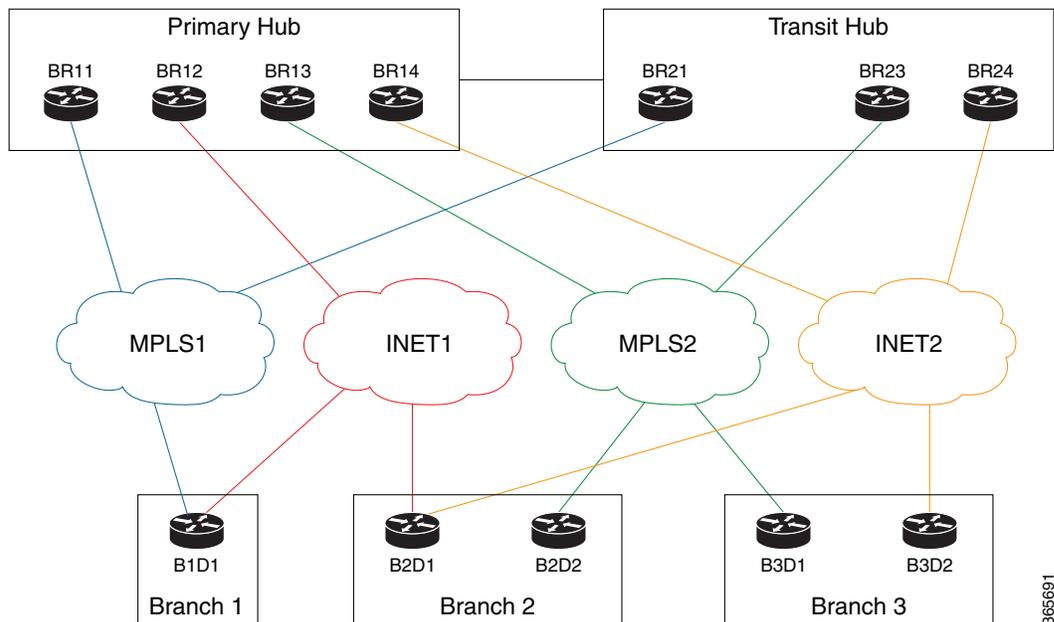 Primary Hub
Transit Hub
BR11
BR12
BR13
BR14
BR21
BR23
BR24
MPLS1
INET1
MPLS2
INET2
B1D1
B2D1
B2D2
B3D1
B3D2
Branch 1
Branch 2
Branch 3
365691